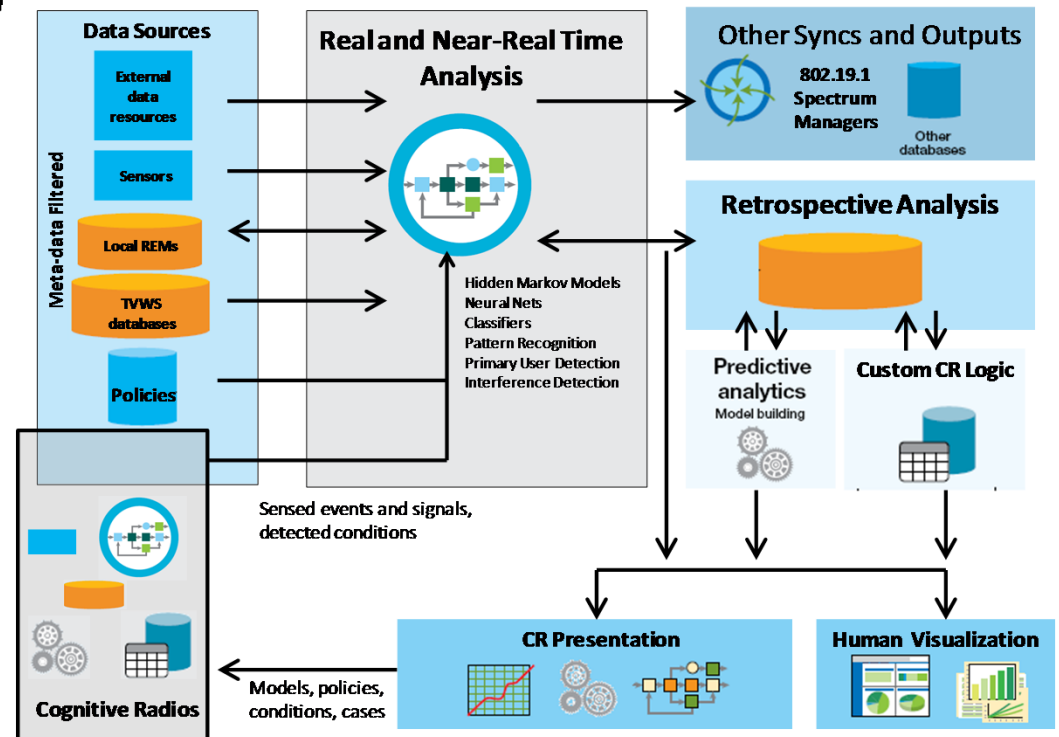 Data Sources
External
data
resources
Sensors
Local REMs
TVWS
databases
Policies
Meta-data Filtered
Real and Near-Real Time
Analysis
Hidden Markov Models
Neural Nets
Classifiers
Pattern Recognition
Primary User Detection
Interference Detection
Other Syncs and Outputs
802.19.1
Spectrum
Managers
Other
databases
Retrospective Analysis
Predictive
analytics
Model building
Custom CR Logic
Sensed events and signals,
detected conditions
CR Presentation
Human Visualization
Models, policies,
conditions, cases
Cognitive Radios